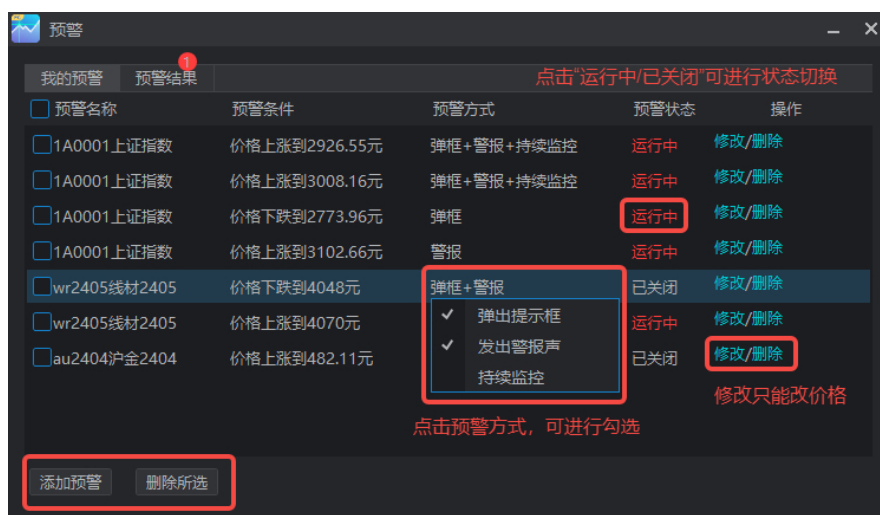 预警
我的预警 预警结果 1 点击“运行中/已关闭”可进行状态切换
预警名称 预警条件 预警方式 预警状态 操作
1A0001上证指数 价格上涨到2926.55元 弹框+警报+持续监控 运行中 修改/删除
1A0001上证指数 价格上涨到3008.16元 弹框+警报+持续监控 运行中 修改/删除
1A0001上证指数 价格下跌到2773.96元 弹框 运行中 修改/删除
1A0001上证指数 价格上涨到3102.66元 警报 运行中 修改/删除
wr2405线材2405 价格下跌到4048元 弹框+警报 已关闭 修改/删除
wr2405线材2405 价格上涨到4070元 弹出提示框 运行中 修改/删除
au2404沪金2404 价格上涨到482.11元 发出警报声 已关闭 修改/删除
持续监控
修改只能改价格
点击预警方式，可进行勾选
添加预警 删除所选